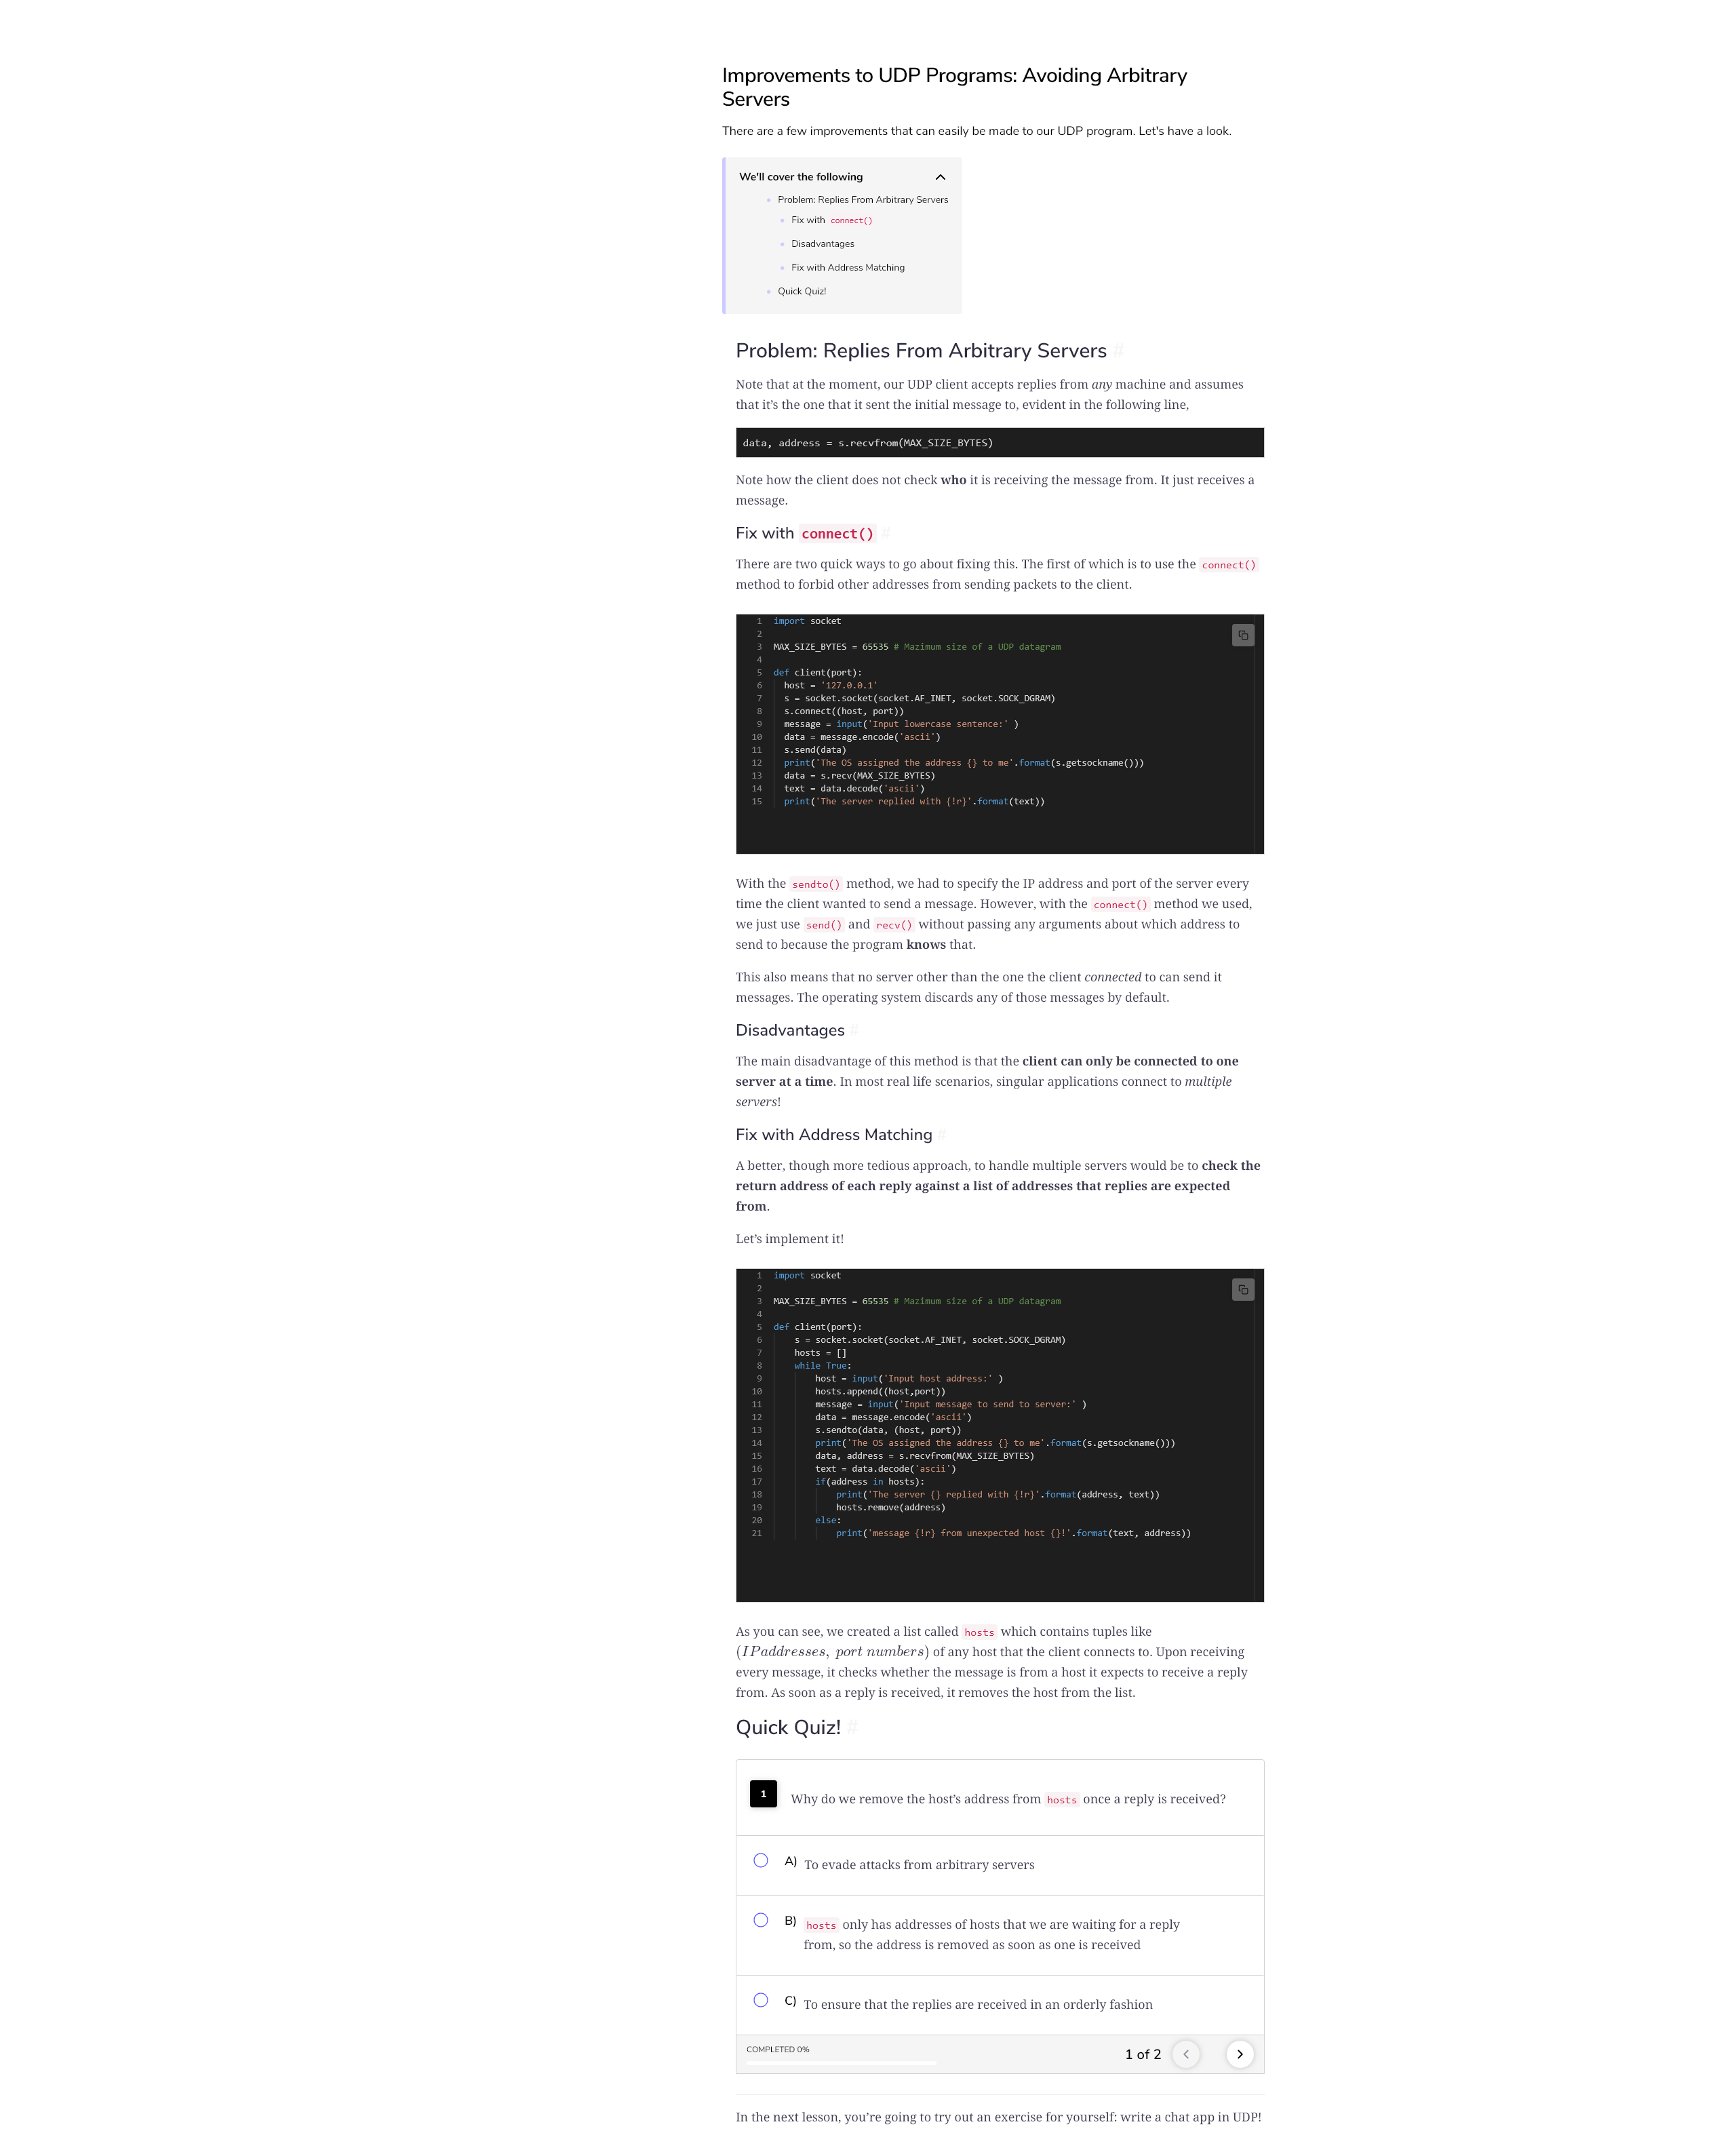 Improvements to UDP Programs: Avoiding Arbitrary
Servers
There are a few improvements that can easily be made to our UDP program. Let's have a look.
We'll cover the following
Problem: Replies From Arbitrary Servers
Fix with connect()
Disadvantages
Fix with Address Matching
Quick Quiz!
Problem: Replies From Arbitrary Servers #
Note that at the moment, our UDP client accepts replies from any machine and assumes
that it’s the one that it sent the initial message to, evident in the following line,
data, address = s.recvfrom(MAX_SIZE_BYTES)
Note how the client does not check who it is receiving the message from. It just receives a
message.
Fix with connect() #
There are two quick ways to go about fixing this. The first of which is to use the connect()
method to forbid other addresses from sending packets to the client.
1 import socket
2
3 MAX_SIZE_BYTES = 65535 # Mazimum size of a UDP datagram
4
5 def client(port):
6 host = '127.0.0.1'
7 s = socket.socket(socket.AF_INET, socket.SOCK_DGRAM)
8 s.connect((host, port))
9 message = input('Input lowercase sentence:' )
10 data = message.encode('ascii')
11 s.send(data)
12 print('The OS assigned the address {} to me'.format(s.getsockname()))
13 data = s.recv(MAX_SIZE_BYTES)
14 text = data.decode('ascii')
15 print('The server replied with {!r}'.format(text))
With the sendto() method, we had to specify the IP address and port of the server every
time the client wanted to send a message. However, with the connect() method we used,
we just use send() and recv() without passing any arguments about which address to
send to because the program knows that.
This also means that no server other than the one the client connected to can send it
messages. The operating system discards any of those messages by default.
Disadvantages #
The main disadvantage of this method is that the client can only be connected to one
server at a time. In most real life scenarios, singular applications connect to multiple
servers!
Fix with Address Matching #
A better, though more tedious approach, to handle multiple servers would be to check the
return address of each reply against a list of addresses that replies are expected
from.
Let’s implement it!
1 import socket
2
3 MAX_SIZE_BYTES = 65535 # Mazimum size of a UDP datagram
4
5 def client(port):
6 s = socket.socket(socket.AF_INET, socket.SOCK_DGRAM)
7 hosts = []
8 while True:
9 host = input('Input host address:' )
10 hosts.append((host,port))
11 message = input('Input message to send to server:' )
12 data = message.encode('ascii')
13 s.sendto(data, (host, port))
14 print('The OS assigned the address {} to me'.format(s.getsockname()))
15 data, address = s.recvfrom(MAX_SIZE_BYTES)
16 text = data.decode('ascii')
17 if(address in hosts):
18 print('The server {} replied with {!r}'.format(address, text))
19 hosts.remove(address)
20 else:
21 print('message {!r} from unexpected host {}!'.format(text, address))
As you can see, we created a list called hosts which contains tuples like
(IPaddresses, port numbers) of any host that the client connects to. Upon receiving
every message, it checks whether the message is from a host it expects to receive a reply
from. As soon as a reply is received, it removes the host from the list.
Quick Quiz! #
1 Why do we remove the host’s address from hosts once a reply is received?
A) To evade attacks from arbitrary servers
B) hosts only has addresses of hosts that we are waiting for a reply
from, so the address is removed as soon as one is received
C) To ensure that the replies are received in an orderly fashion
COMPLETED 0%
1 of 2
In the next lesson, you’re going to try out an exercise for yourself: write a chat app in UDP!